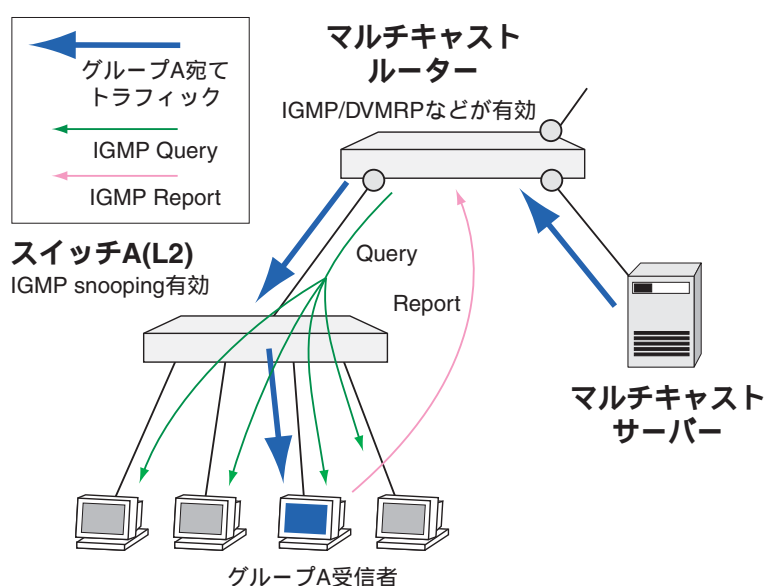 グループA宛て
トラフィック
IGMP Query
IGMP Report
マルチキャスト
ルーター
IGMP/DVMRPなどが有効
スイッチA(L2)
IGMP snooping有効
Query
Report
マルチキャスト
サーバー
グループA受信者